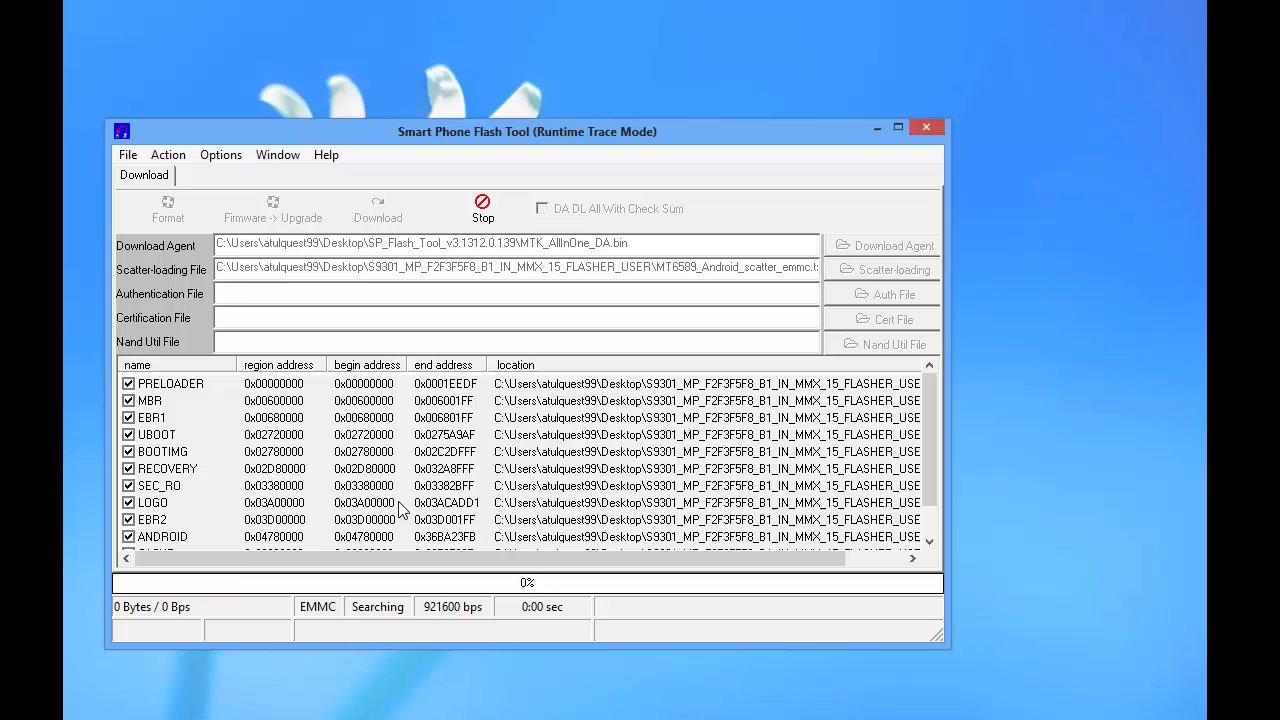 Smart Phone Flash Tool (Runtime Trace Mode)
File Action Options Window Help
Download
Format Firmware -> Upgrade Download Stop DA DL All With Check Sum
Download Agent C:\Users\atulquest99\Desktop\SP_Flash_Tool_v3.1312.0.139\MTK_AllInOne_DA.bin Download Agent
Scatter-loading File C:\Users\atulquest99\Desktop\S9301_MP_F2F3F5F8_B1_IN_MMX_15_FLASHER_USER\MT6589_Android_scatter_emmc.t Scatter-loading
Authentication File Auth File
Certification File Cert File
Nand Util File Nand Util File
name region address begin address end address location
PRELOADER 0x00000000 0x00000000 0x0001EEDF C:\Users\atulquest99\Desktop\S9301_MP_F2F3F5F8_B1_IN_MMX_15_FLASHER_USE
MBR 0x00600000 0x00600000 0x006001FF C:\Users\atulquest99\Desktop\S9301_MP_F2F3F5F8_B1_IN_MMX_15_FLASHER_USE
EBR1 0x00680000 0x00680000 0x006801FF C:\Users\atulquest99\Desktop\S9301_MP_F2F3F5F8_B1_IN_MMX_15_FLASHER_USE
UBOOT 0x02720000 0x02720000 0x0275A9AF C:\Users\atulquest99\Desktop\S9301_MP_F2F3F5F8_B1_IN_MMX_15_FLASHER_USE
BOOTIMG 0x02780000 0x02780000 0x02C2DFFF C:\Users\atulquest99\Desktop\S9301_MP_F2F3F5F8_B1_IN_MMX_15_FLASHER_USE
RECOVERY 0x02D80000 0x02D80000 0x032A8FFF C:\Users\atulquest99\Desktop\S9301_MP_F2F3F5F8_B1_IN_MMX_15_FLASHER_USE
SEC_RO 0x03380000 0x03380000 0x03382BFF C:\Users\atulquest99\Desktop\S9301_MP_F2F3F5F8_B1_IN_MMX_15_FLASHER_USE
LOGO 0x03A00000 0x03A00000 0x03ACADD1 C:\Users\atulquest99\Desktop\S9301_MP_F2F3F5F8_B1_IN_MMX_15_FLASHER_USE
EBR2 0x03D00000 0x03D00000 0x03D001FF C:\Users\atulquest99\Desktop\S9301_MP_F2F3F5F8_B1_IN_MMX_15_FLASHER_USE
ANDROID 0x04780000 0x04780000 0x36BA23FB C:\Users\atulquest99\Desktop\S9301_MP_F2F3F5F8_B1_IN_MMX_15_FLASHER_USE
0%
0 Bytes / 0 Bps EMMC Searching 921600 bps 0:00 sec